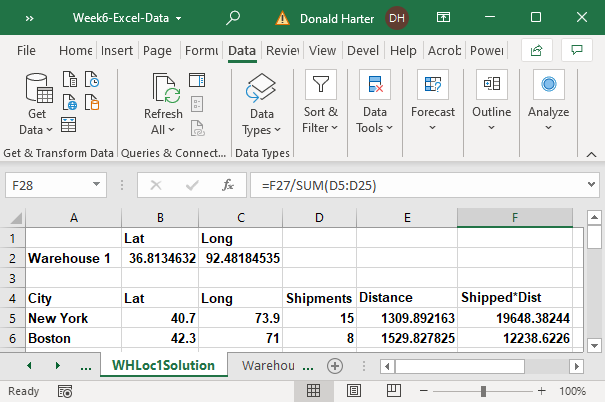 » Week6-Excel-Data Donald Harter DH
File Home Insert Page Formu Data Review View Devel Help Acrob Power
Get Data Refresh All Data Types Sort & Filter Data Tools Forecast Outline Analyze
Get & Transform Data Queries & Connect... Data Types
F28 fx =F27/SUM(D5:D25)
A B C D E F
1 Lat Long
2 Warehouse 1 36.8134632 92.48184535
3
4 City Lat Long Shipments Distance Shipped*Dist
5 New York 40.7 73.9 15 1309.892163 19648.38244
6 Boston 42.3 71 8 1529.827825 12238.6226
... WHLoc1Solution Warehou ...
Ready 100%